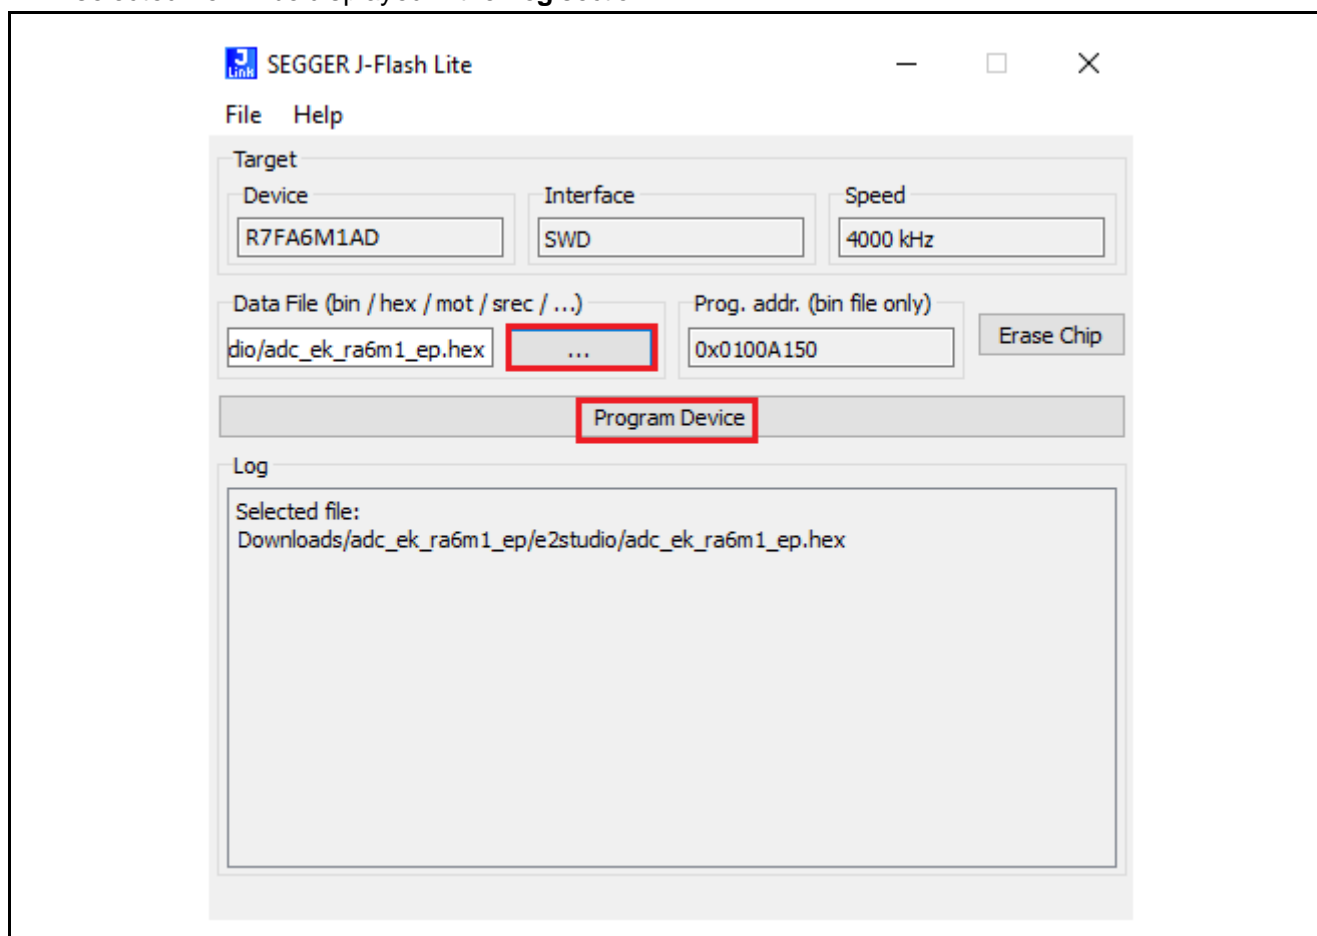 SEGGER J-Flash Lite
File Help
Target
Device Interface Speed
R7FA6M1AD SWD 4000 kHz
Data File (bin / hex / mot / srec / ...) Prog. addr. (bin file only)
dio/adc_ek_ra6m1_ep.hex ... 0x0100A150 Erase Chip
Program Device
Log
Selected file:
Downloads/adc_ek_ra6m1_ep/e2studio/adc_ek_ra6m1_ep.hex